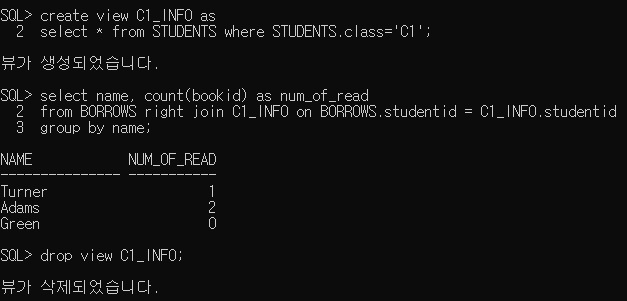 SQL> create view C1_INFO as
  2  select * from STUDENTS where STUDENTS.class='C1';
뷰가 생성되었습니다.
SQL> select name, count(bookid) as num_of_read
  2  from BORROWS right join C1_INFO on BORROWS.studentid = C1_INFO.studentid
  3  group by name;
NAME            NUM_OF_READ
--------------- -----------
Turner                    1
Adams                     2
Green                     0
SQL> drop view C1_INFO;
뷰가 삭제되었습니다.